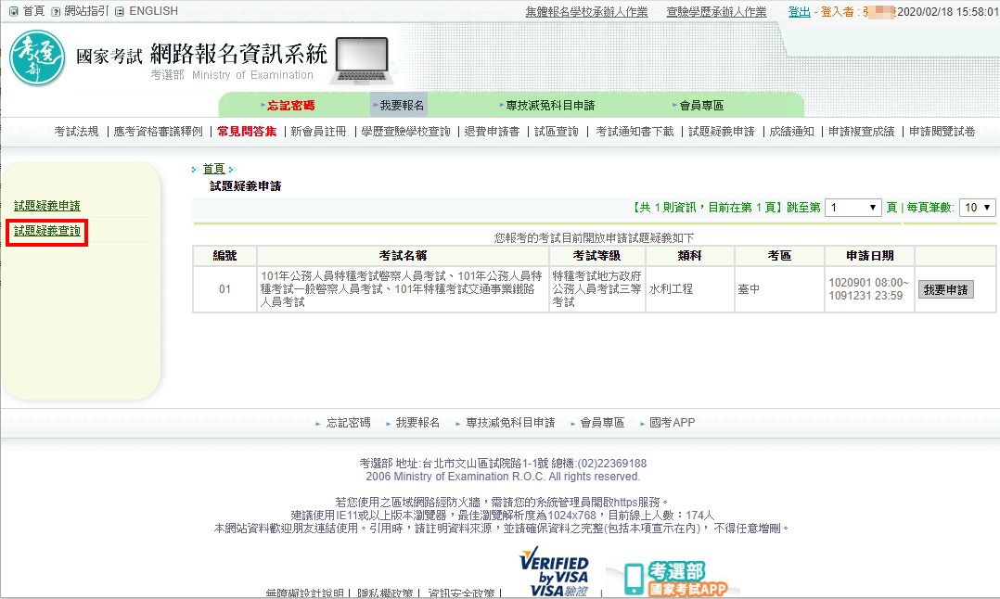 首頁 網站指引 ENGLISH
集體報名學校承辦人作業 查驗學歷承辦人作業 登出 - 登入者 : 張 2020/02/18 15:58:01
考選部 國家考試 網路報名資訊系統
考選部 Ministry of Examination
忘記密碼 我要報名 專技減免科目申請 會員專區
考試法規 | 應考資格審議釋例 | 常見問答集 | 新會員註冊 | 學歷查驗學校查詢 | 退費申請書 | 試區查詢 | 考試通知書下載 | 試題疑義申請 | 成績通知 | 申請複查成績 | 申請閱覽試卷
首頁
試題疑義申請
試題疑義申請
試題疑義查詢
【共 1 則資訊，目前在第 1 頁】跳至第 1 頁 | 每頁筆數: 10
您報考的考試目前開放申請試題疑義如下
編號 考試名稱 考試等級 類科 考區 申請日期
01 101年公務人員特種考試警察人員考試、101年公務人員特種考試一般警察人員考試、101年特種考試交通事業鐵路人員考試 特種考試地方政府公務人員考試三等考試 水利工程 臺中 1020901 08:00~1091231 23:59 我要申請
忘記密碼 我要報名 專技減免科目申請 會員專區 國考APP
考選部 地址:台北市文山區試院路1-1號 總機:(02)22369188
2006 Ministry of Examination R.O.C. All rights reserved.
若您使用之區域網路經防火牆，需請您的系統管理員開啟https服務。
建議使用IE11或以上版本瀏覽器，最佳瀏覽解析度為1024x768，目前線上人數：174人
本網站資料歡迎朋友連結使用。引用時，請註明資料來源，並請確保資料之完整(包括本項宣示在內)， 不得任意增刪。
無障礙設計說明 | 隱私權政策 | 資訊安全政策 |
VERIFIED
by VISA
VISA驗證
|
考選部
國家考試APP